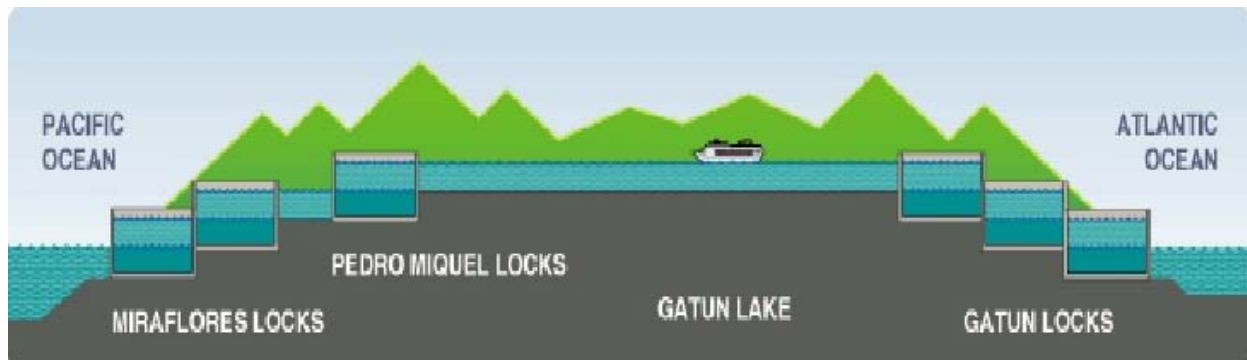 PACIFIC
OCEAN
ATLANTIC
OCEAN
PEDRO MIQUEL LOCKS
MIRAFLORES LOCKS
GATUN LAKE
GATUN LOCKS